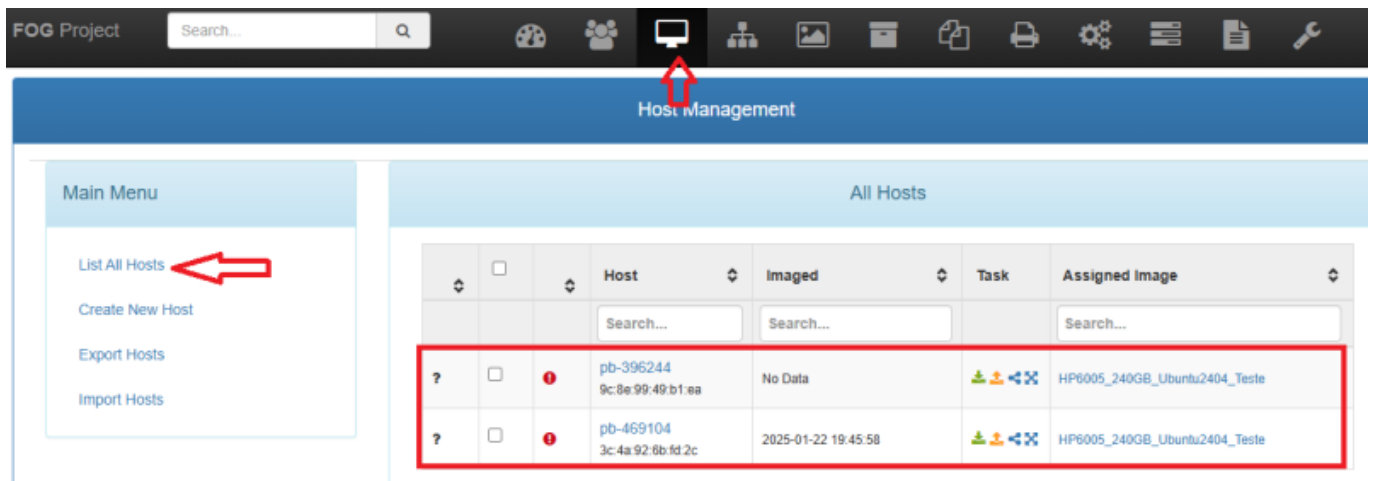 FOG Project Search...
Host Management
Main Menu
List All Hosts
Create New Host
Export Hosts
Import Hosts
All Hosts
Host Imaged Task Assigned Image
Search... Search... Search...
? pb-396244 No Data HP6005_240GB_Ubuntu2404_Teste
9c:8e:99:49:b1:ea
? pb-469104 2025-01-22 19:45:58 HP6005_240GB_Ubuntu2404_Teste
3c:4a:92:6b:fd:2c